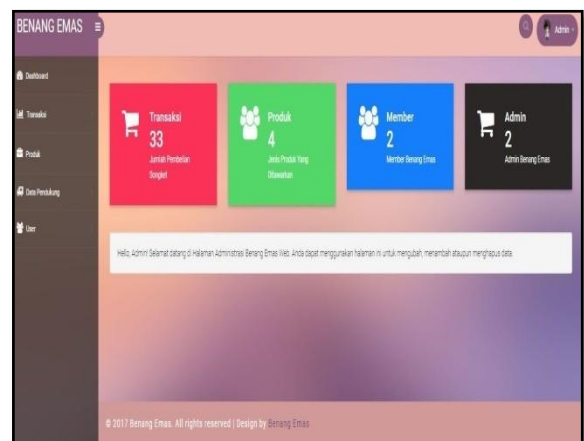 BENANG EMAS
Admin
Dashboard
Transaksi
Produk
Data Pendukung
User
Transaksi
33
Jumlah Pembelian
Songket
Produk
4
Jenis Produk Yang
Ditawarkan
Member
2
Member Benang Emas
Admin
2
Admin Benang Emas
Hello, Admin! Selamat datang di Halaman Administrasi Benang Emas Web. Anda dapat menggunakan halaman ini untuk mengubah, menambah ataupun menghapus data.
© 2017 Benang Emas. All rights reserved | Design by Benang Emas